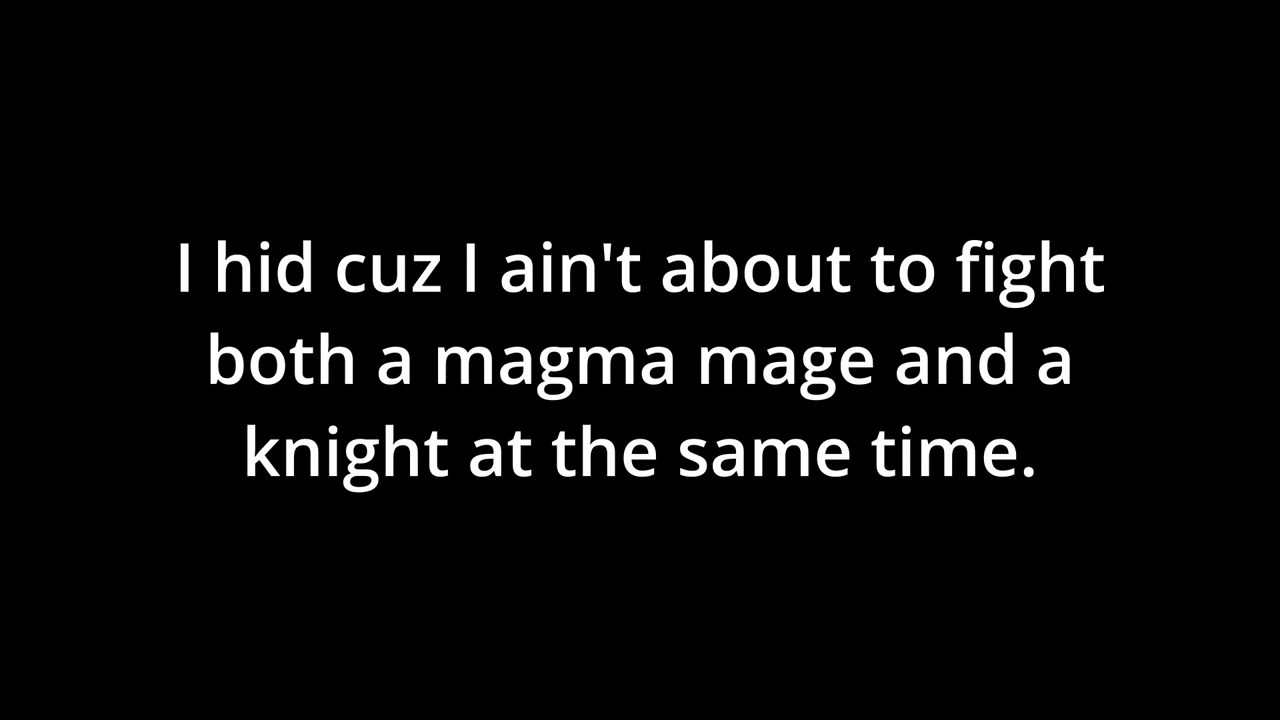 I hid cuz I ain't about to fight
both a magma mage and a
knight at the same time.